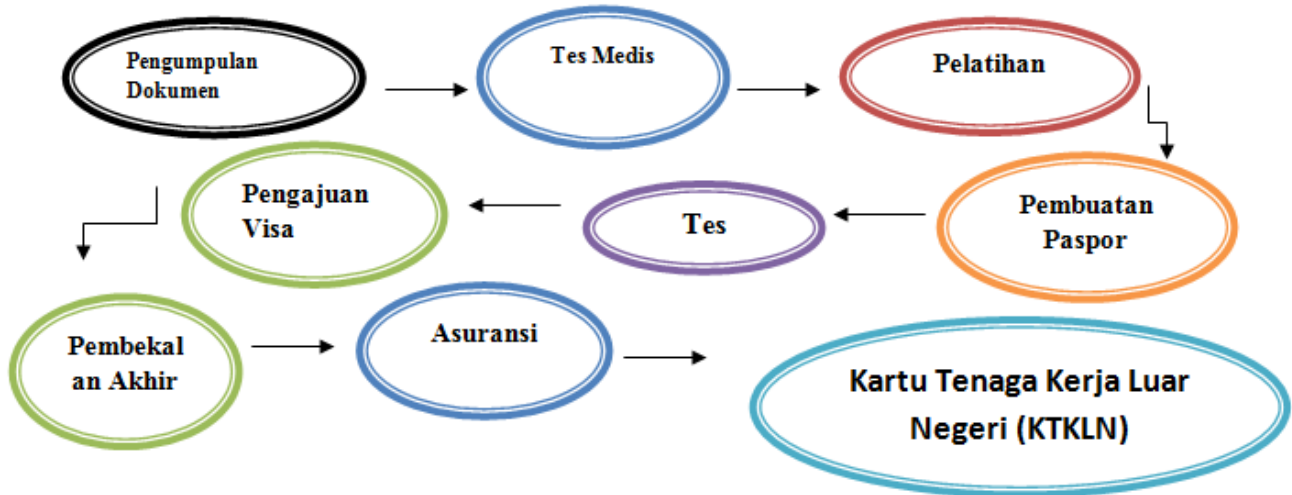 Pengumpulan
Dokumen
Tes Medis
Pelatihan
Pembuatan
Paspor
Tes
Pengajuan
Visa
Pembekal
an Akhir
Asuransi
Kartu Tenaga Kerja Luar
Negeri (KTKLN)